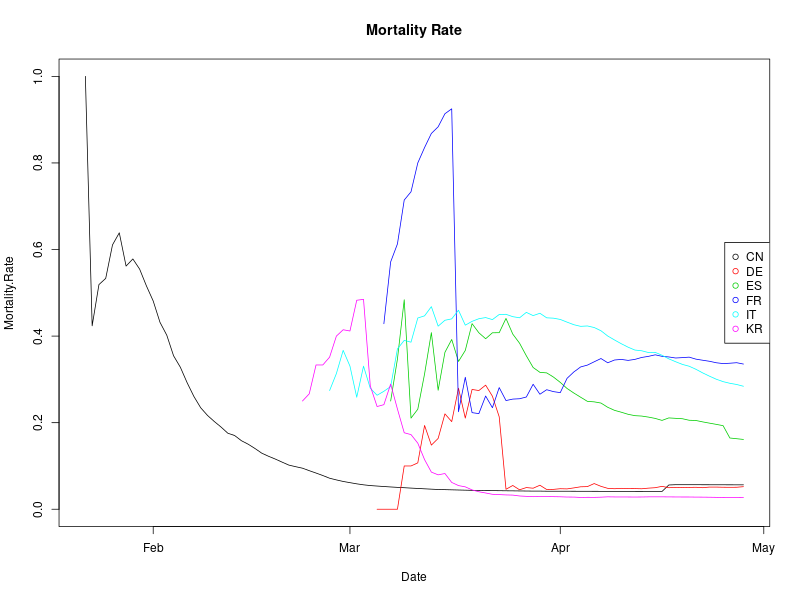 Mortality Rate
1.0
0.8
0.6
0.4
0.2
0.0
Mortality.Rate
CN
DE
ES
FR
IT
KR
Feb
Mar
Apr
May
Date